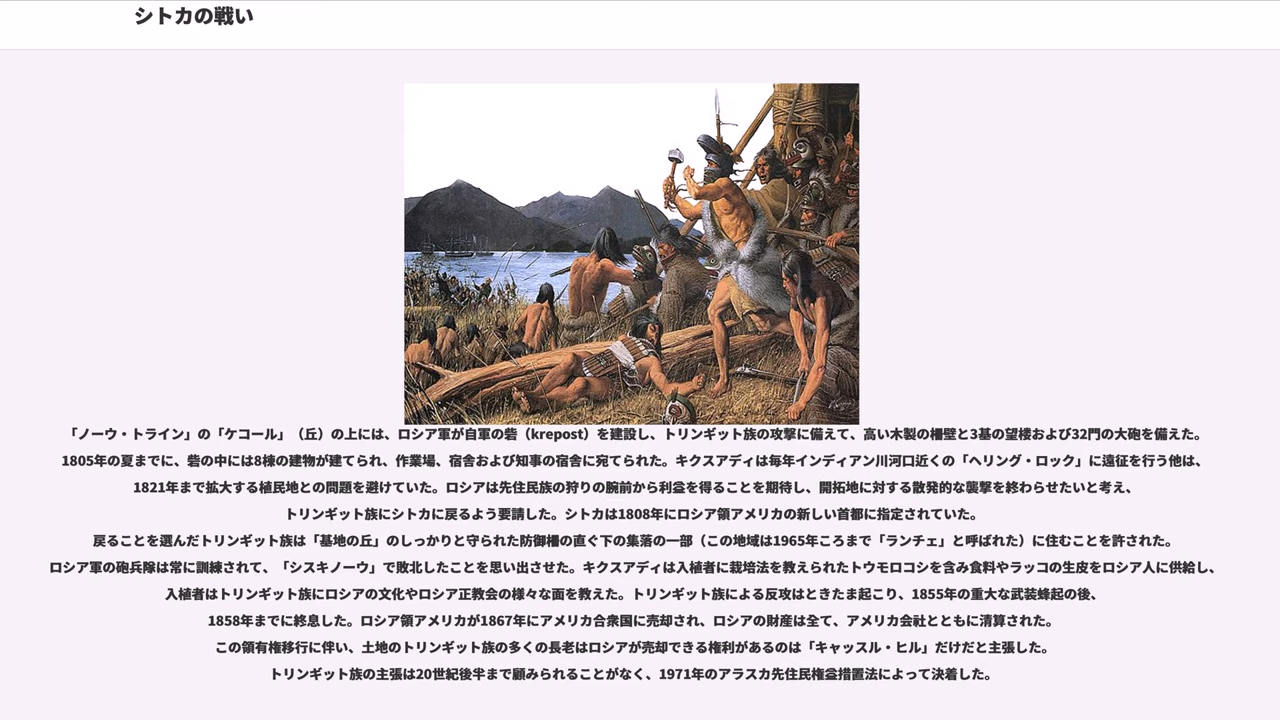 シトカの戦い
「ノーウ・トライン」の「ケコール」（丘）の上には、ロシア軍が自軍の砦（krepost）を建設し、トリンギット族の攻撃に備えて、高い木製の柵壁と3基の望楼および32門の大砲を備えた。
1805年の夏までに、砦の中には8棟の建物が建てられ、作業場、宿舎および知事の宿舎に宛てられた。キクスアディは毎年インディアン川河口近くの「ヘリング・ロック」に遠征を行う他は、
1821年まで拡大する植民地との問題を避けていた。ロシアは先住民族の狩りの腕前から利益を得ることを期待し、開拓地に対する散発的な襲撃を終わらせたいと考え、
トリンギット族にシトカに戻るよう要請した。シトカは1808年にロシア領アメリカの新しい首都に指定されていた。
戻ることを選んだトリンギット族は「基地の丘」のしっかりと守られた防御柵の直ぐ下の集落の一部（この地域は1965年ころまで「ランチェ」と呼ばれた）に住むことを許された。
ロシア軍の砲兵隊は常に訓練されて、「シスキノーウ」で敗北したことを思い出させた。キクスアディは入植者に栽培法を教えられたトウモロコシを含み食料やラッコの生皮をロシア人に供給し、
入植者はトリンギット族にロシアの文化やロシア正教会の様々な面を教えた。トリンギット族による反攻はときたま起こり、1855年の重大な武装蜂起の後、
1858年までに終息した。ロシア領アメリカが1867年にアメリカ合衆国に売却され、ロシアの財産は全て、アメリカ会社とともに清算された。
この領有権移行に伴い、土地のトリンギット族の多くの長老はロシアが売却できる権利があるのは「キャッスル・ヒル」だけだと主張した。
トリンギット族の主張は20世紀後半まで顧みられることがなく、1971年のアラスカ先住民権益措置法によって決着した。